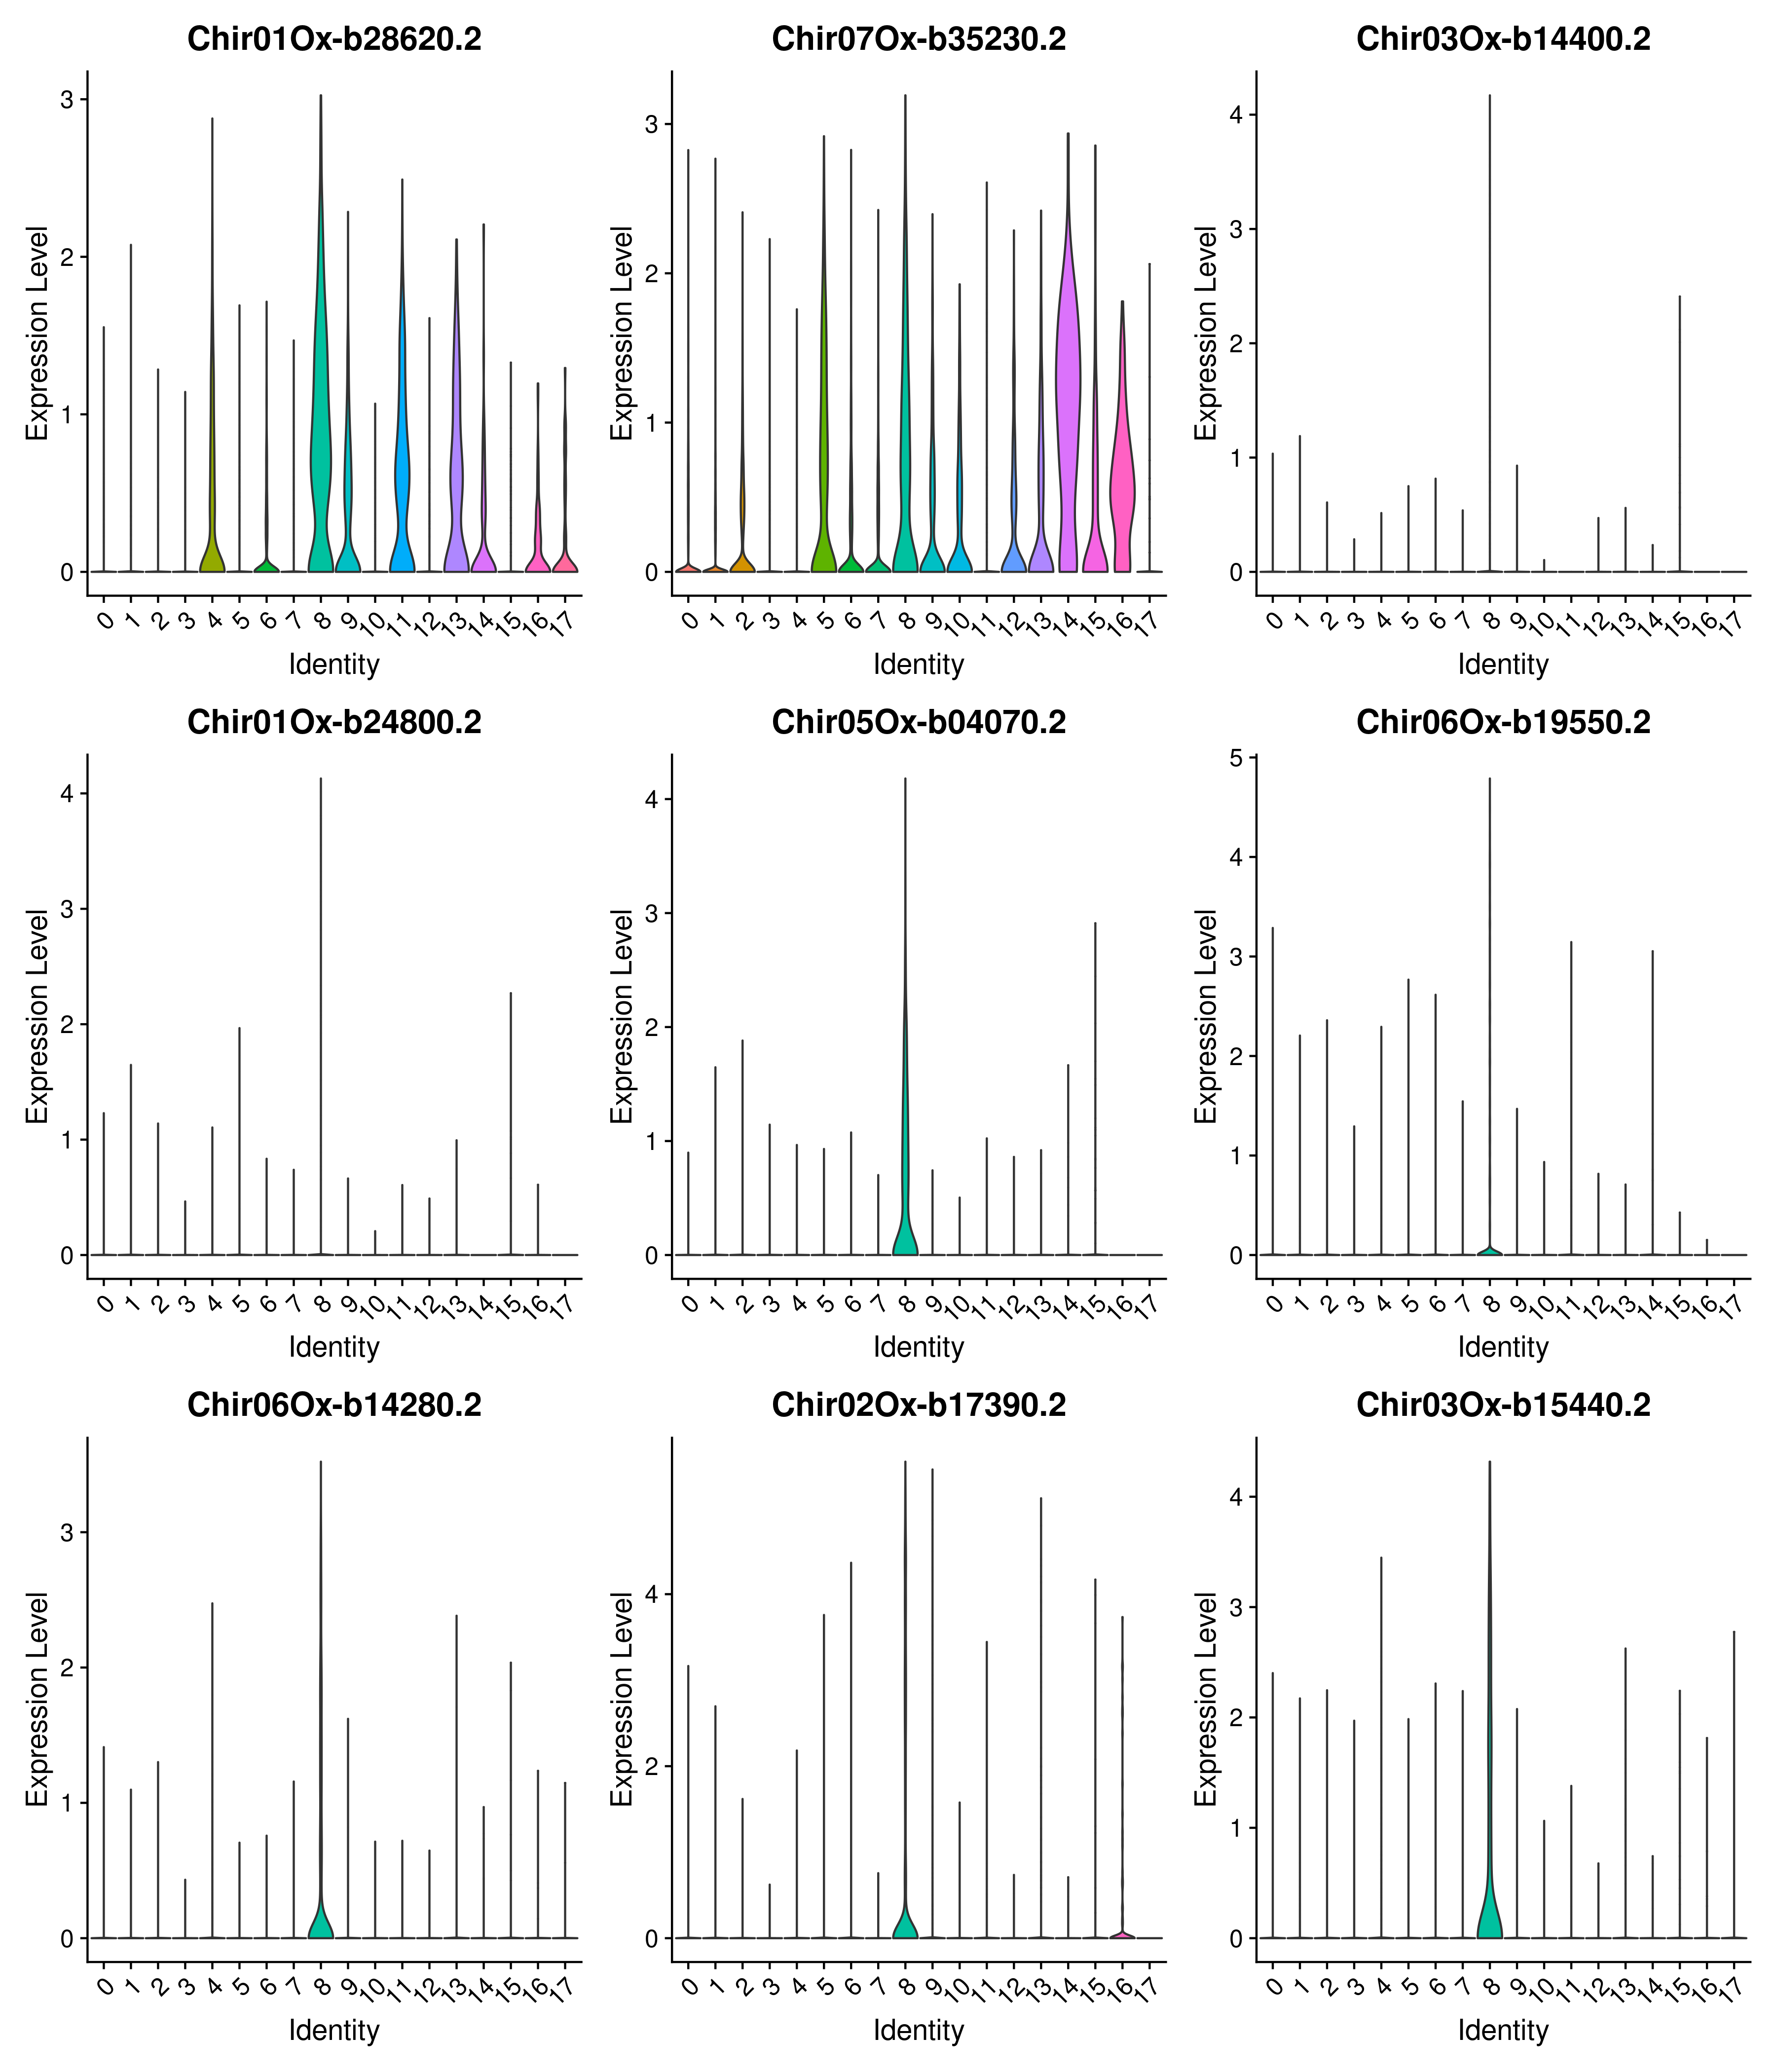 Chir01Ox-b28620.2
Expression Level
3
2
1
0
0 1 2 3 4 5 6 7 8 9 10 11 12 13 14 15 16 17
Identity
Chir07Ox-b35230.2
Expression Level
3
2
1
0
0 1 2 3 4 5 6 7 8 9 10 11 12 13 14 15 16 17
Identity
Chir03Ox-b14400.2
Expression Level
4
3
2
1
0
0 1 2 3 4 5 6 7 8 9 10 11 12 13 14 15 16 17
Identity
Chir01Ox-b24800.2
Expression Level
4
3
2
1
0
0 1 2 3 4 5 6 7 8 9 10 11 12 13 14 15 16 17
Identity
Chir05Ox-b04070.2
Expression Level
4
3
2
1
0
0 1 2 3 4 5 6 7 8 9 10 11 12 13 14 15 16 17
Identity
Chir06Ox-b19550.2
Expression Level
5
4
3
2
1
0
0 1 2 3 4 5 6 7 8 9 10 11 12 13 14 15 16 17
Identity
Chir06Ox-b14280.2
Expression Level
3
2
1
0
0 1 2 3 4 5 6 7 8 9 10 11 12 13 14 15 16 17
Identity
Chir02Ox-b17390.2
Expression Level
4
2
0
0 1 2 3 4 5 6 7 8 9 10 11 12 13 14 15 16 17
Identity
Chir03Ox-b15440.2
Expression Level
4
3
2
1
0
0 1 2 3 4 5 6 7 8 9 10 11 12 13 14 15 16 17
Identity